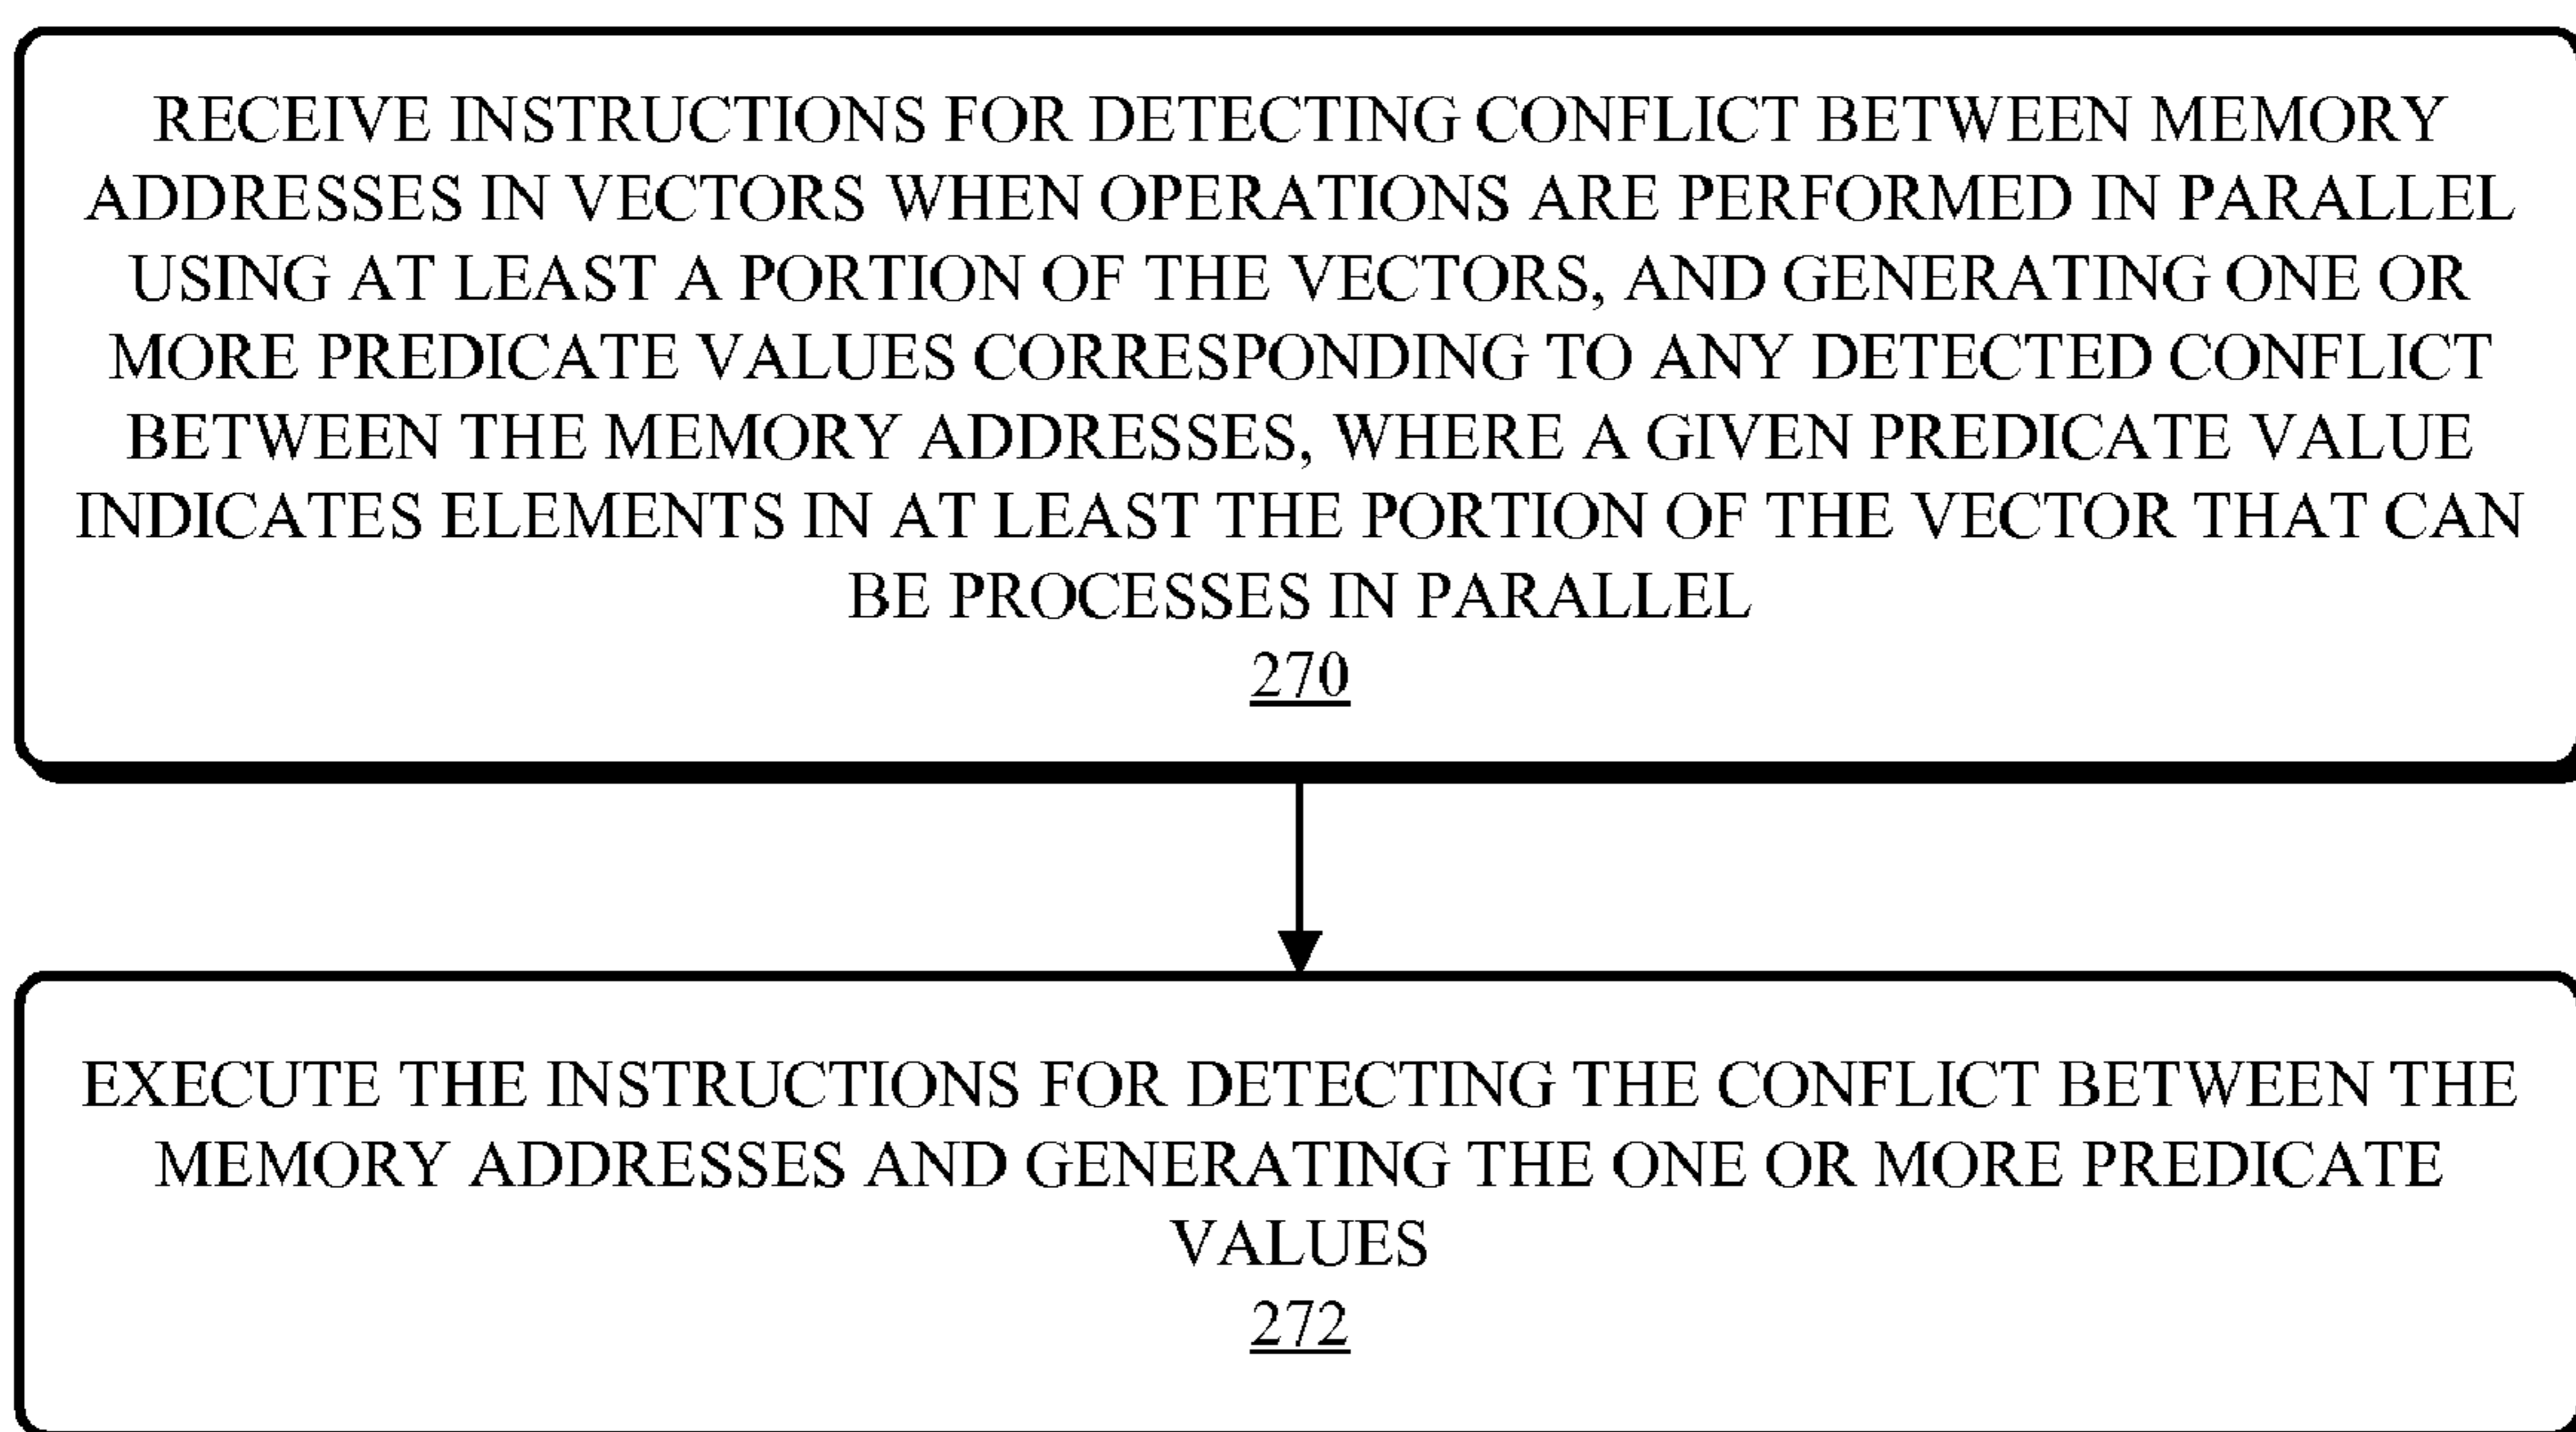 RECEIVE INSTRUCTIONS FOR DETECTING CONFLICT BETWEEN MEMORY
ADDRESSES IN VECTORS WHEN OPERATIONS ARE PERFORMED IN PARALLEL
USING AT LEAST A PORTION OF THE VECTORS, AND GENERATING ONE OR
MORE PREDICATE VALUES CORRESPONDING TO ANY DETECTED CONFLICT
BETWEEN THE MEMORY ADDRESSES, WHERE A GIVEN PREDICATE VALUE
INDICATES ELEMENTS IN AT LEAST THE PORTION OF THE VECTOR THAT CAN
BE PROCESSES IN PARALLEL
270
EXECUTE THE INSTRUCTIONS FOR DETECTING THE CONFLICT BETWEEN THE
MEMORY ADDRESSES AND GENERATING THE ONE OR MORE PREDICATE
VALUES
272